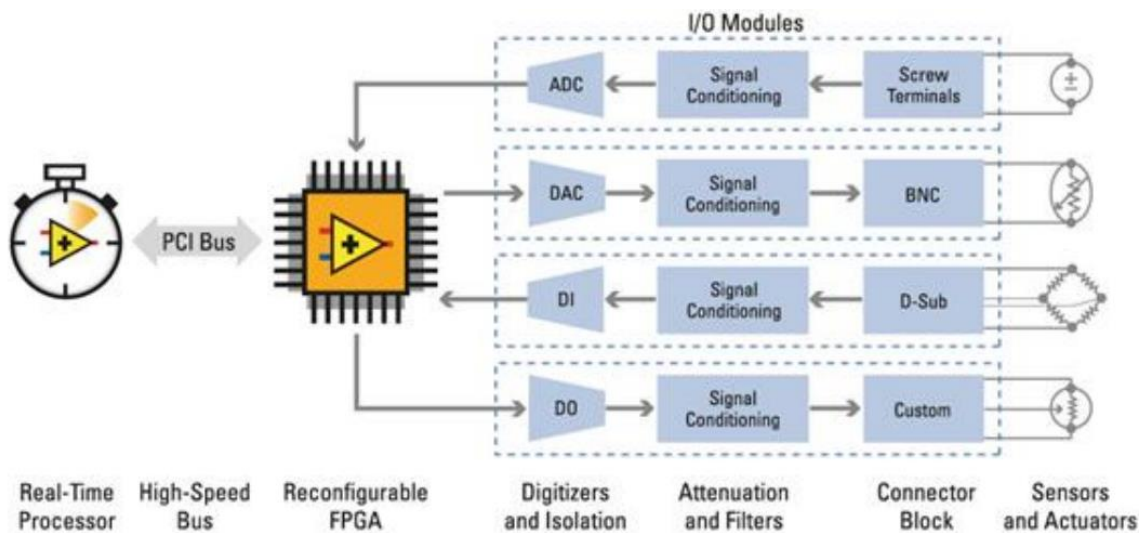 I/O Modules
ADC
Signal
Conditioning
Screw
Terminals
DAC
Signal
Conditioning
BNC
PCI Bus
DI
Signal
Conditioning
D-Sub
DO
Signal
Conditioning
Custom
Real-Time
Processor
High-Speed
Bus
Reconfigurable
FPGA
Digitizers
and Isolation
Attenuation
and Filters
Connector
Block
Sensors
and Actuators